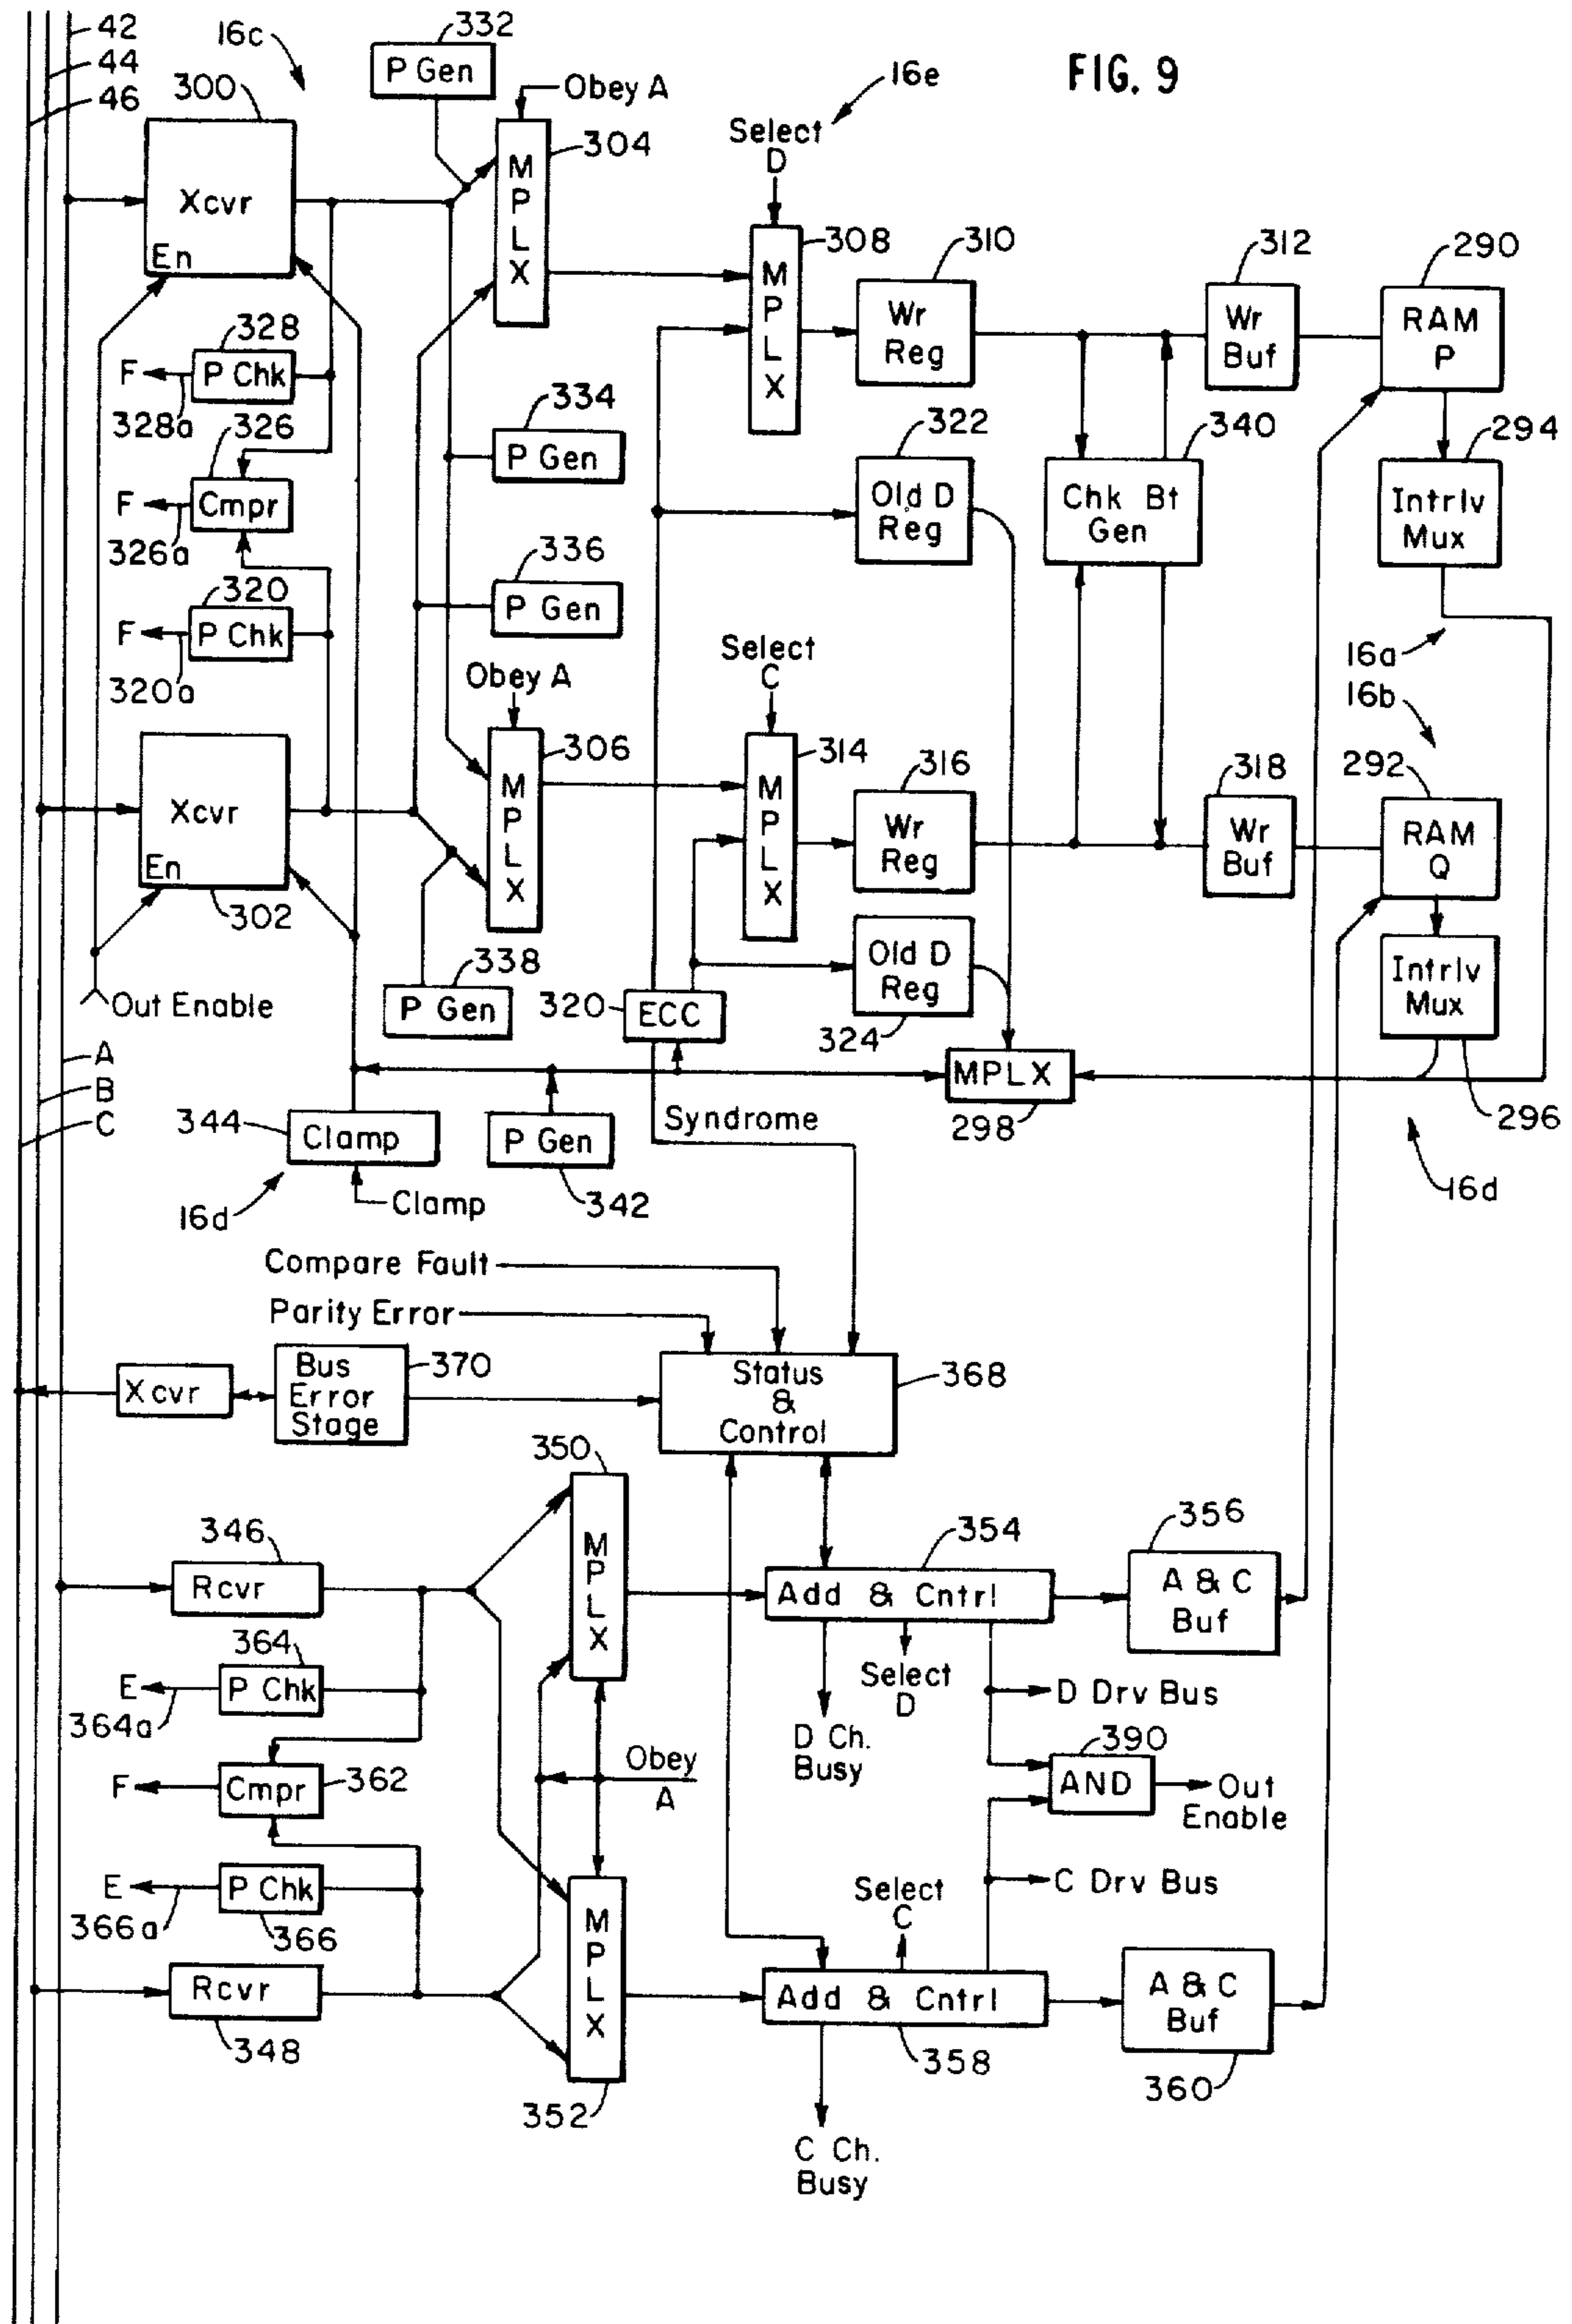 FIG. 9
42
44
46
16c
300
332
P Gen
Obey A
304
M
P
L
X
16e
Select
D
Xcvr
En
308
M
P
L
X
310
Wr
Reg
312
Wr
Buf
290
RAM
P
328
F
P Chk
328a
326
F
Cmpr
326a
320
F
P Chk
320a
334
P Gen
336
P Gen
322
Old D
Reg
340
Chk Bt
Gen
294
Intrlv
Mux
16a
16b
Select
C
Obey A
306
M
P
L
X
314
M
P
L
X
316
Wr
Reg
318
Wr
Buf
292
RAM
Q
Xcvr
En
302
Out Enable
338
P Gen
320
ECC
Old D
Reg
324
Intrlv
Mux
296
A
B
C
MPLX
298
344
Clamp
P Gen
342
Syndrome
16d
Clamp
16d
Compare Fault
Parity Error
Xcvr
Bus
Error
Stage
370
Status
&
Control
368
350
M
P
L
X
346
Rcvr
354
Add & Cntrl
356
A & C
Buf
364
E
P Chk
364a
Select
D
D Ch.
Busy
D Drv Bus
390
AND
Out
Enable
F
Cmpr
362
Obey
A
E
P Chk
366a
366
Select
C
C Drv Bus
M
P
L
X
352
Rcvr
348
Add & Cntrl
358
A & C
Buf
360
C Ch.
Busy